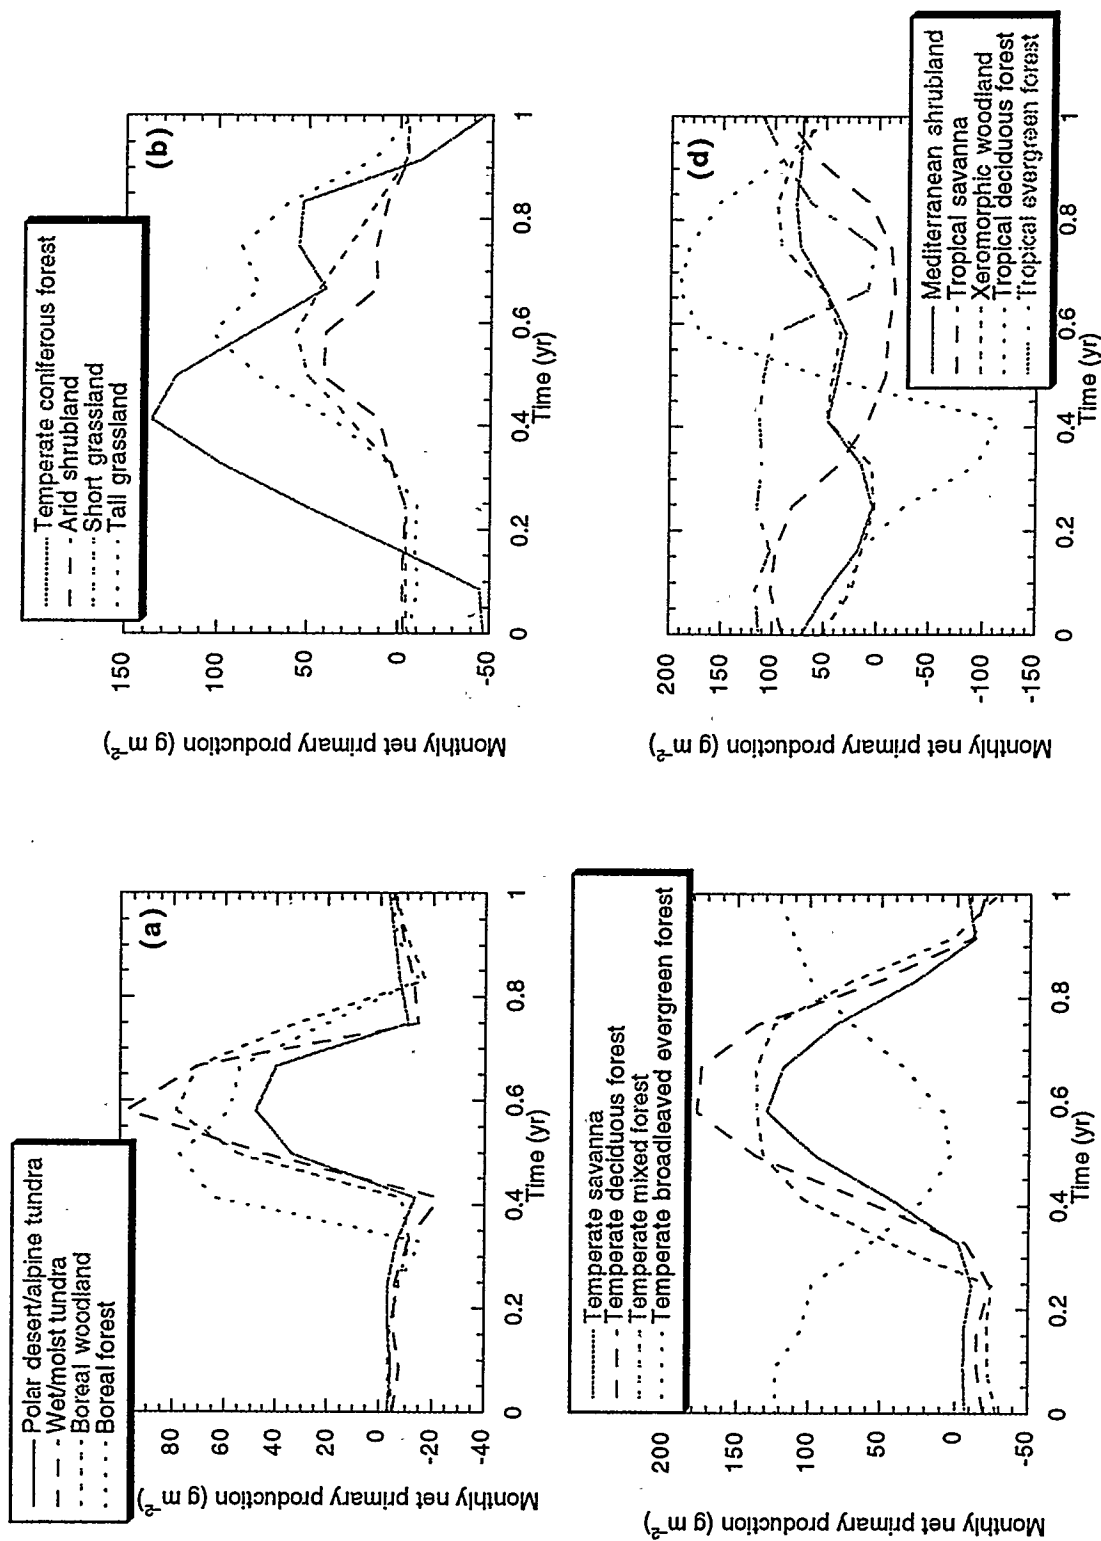 Polar desert/alpine tundra
Wet/moist tundra
Boreal woodland
Boreal forest
(a)
80
60
40
20
0
-20
-40
0
0.2
0.4
0.6
0.8
1
Time (yr)
Monthly net primary production (g m⁻²)
Temperate coniferous forest
Arid shrubland
Short grassland
Tall grassland
(b)
150
100
50
0
-50
0
0.2
0.4
0.6
0.8
1
Time (yr)
Monthly net primary production (g m⁻²)
Temperate savanna
Temperate deciduous forest
Temperate mixed forest
Temperate broadleaved evergreen forest
200
150
100
50
0
-50
0
0.2
0.4
0.6
0.8
1
Time (yr)
Monthly net primary production (g m⁻²)
(d)
200
150
100
50
0
-50
-100
-150
0
0.2
0.4
0.6
0.8
1
Time (yr)
Monthly net primary production (g m⁻²)
Mediterranean shrubland
Tropical savanna
Xeromorphic woodland
Tropical deciduous forest
Tropical evergreen forest